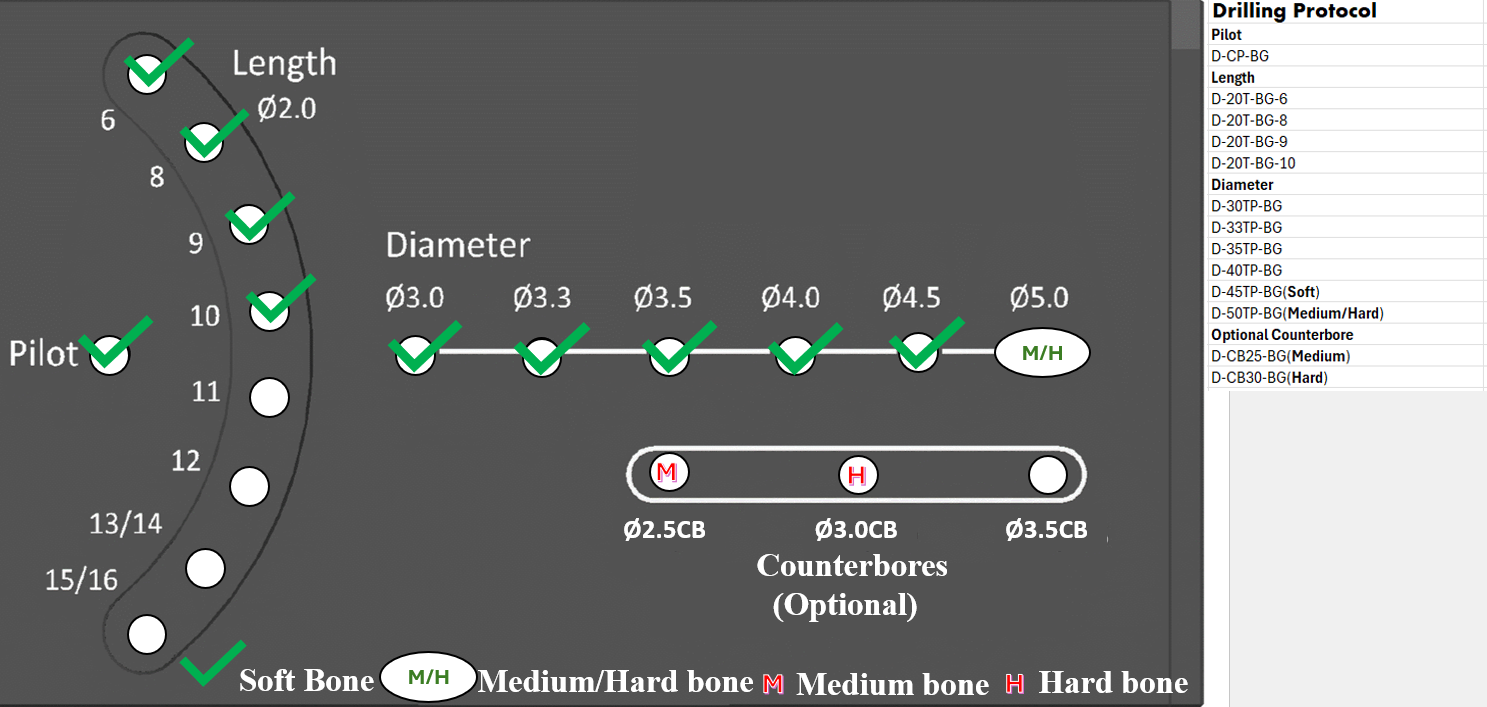 Length
Ø2.0
6
8
9
10
Pilot
11
12
13/14
15/16
Diameter
Ø3.0 Ø3.3 Ø3.5 Ø4.0 Ø4.5 Ø5.0
M/H
M H
Ø2.5CB Ø3.0CB Ø3.5CB
Counterbores
(Optional)
Soft Bone M/H Medium/Hard bone M Medium bone H Hard bone
Drilling Protocol
Pilot
D-CP-BG
Length
D-20T-BG-6
D-20T-BG-8
D-20T-BG-9
D-20T-BG-10
Diameter
D-30TP-BG
D-33TP-BG
D-35TP-BG
D-40TP-BG
D-45TP-BG(Soft)
D-50TP-BG(Medium/Hard)
Optional Counterbore
D-CB25-BG(Medium)
D-CB30-BG(Hard)